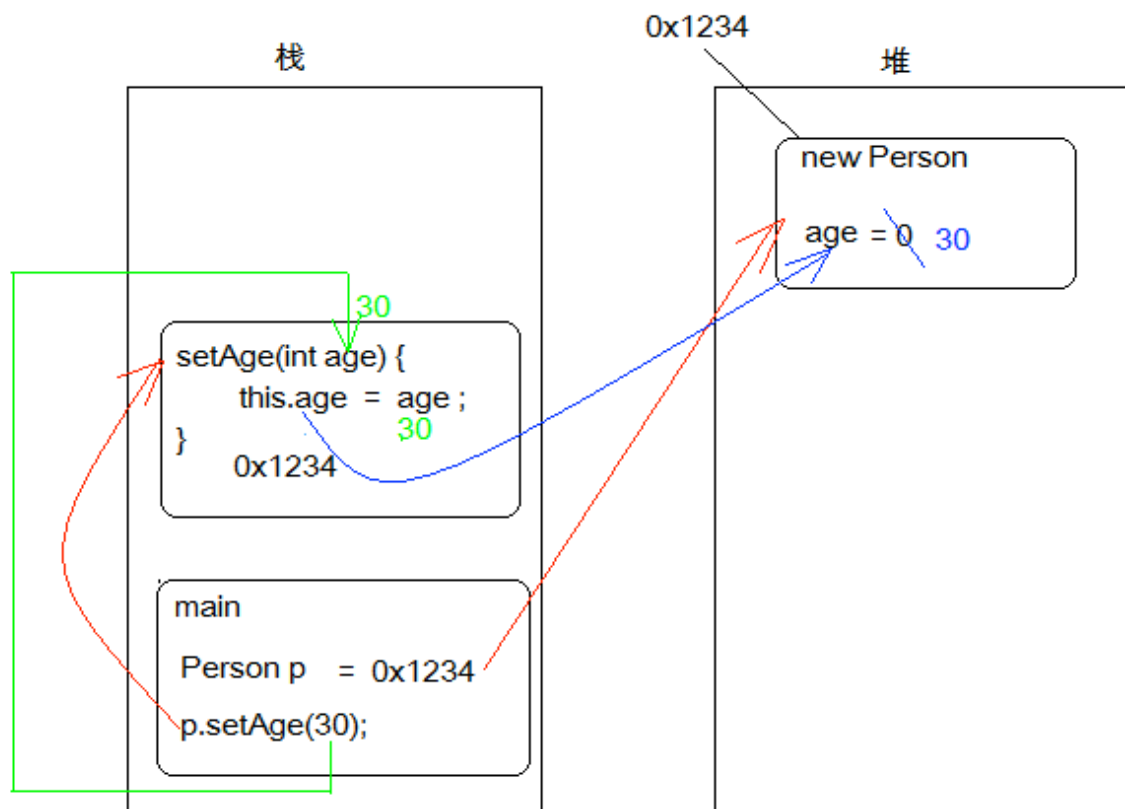 0x1234
栈
堆
new Person
age = 0 30
30
setAge(int age) {
this.age = age ;
30
}
0x1234
main
Person p = 0x1234
p.setAge(30);